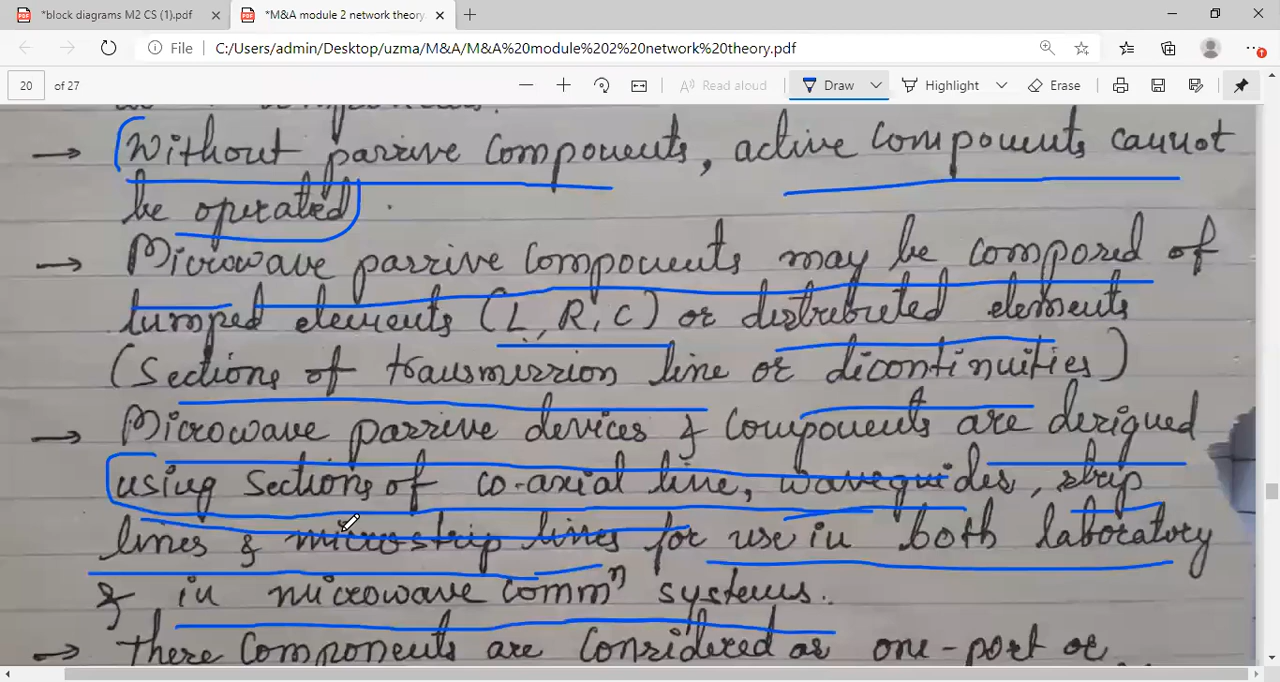 *block diagrams M2 CS (1).pdf
*M&A module 2 network theory.
File
C:/Users/admin/Desktop/uzma/M&A/M&A%20module%202%20network%20theory.pdf
20 of 27
Read aloud
Draw
Highlight
Erase
→ Without passive components, active components cannot
be operated.
→ Microwave passive components may be composed of
lumped elements (L, R, C) or distributed elements
(Sections of transmission line or dicontinuities)
→ Microwave passive devices & components are designed
using sections of co-axial line, waveguides, strip
lines & microstrip lines for use in both laboratory
& in microwave commⁿ systems.
→ These components are considered as one-port or